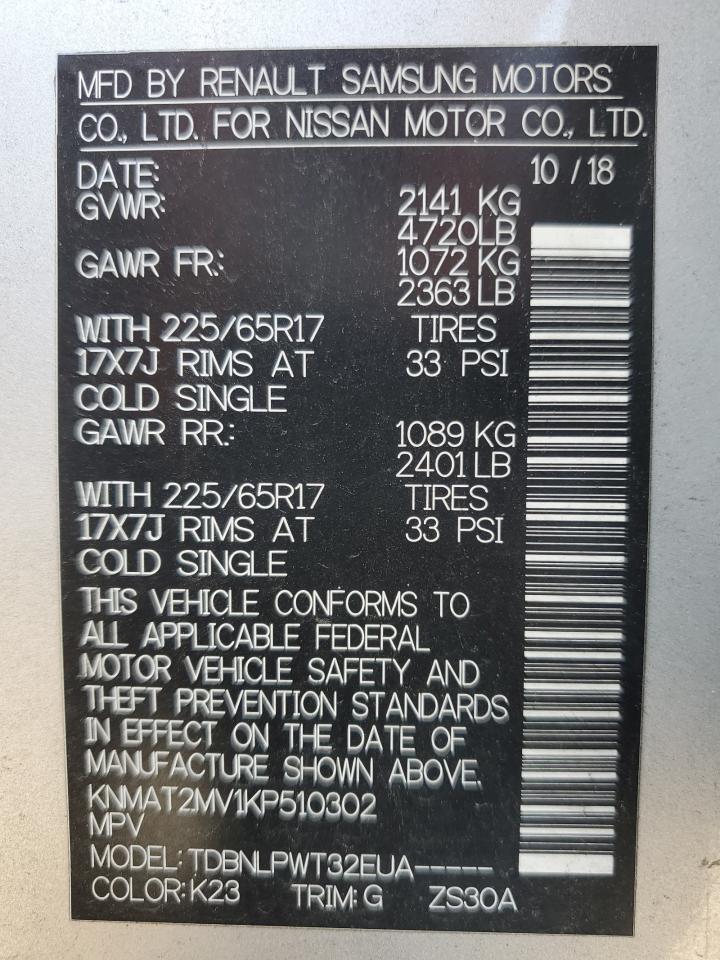 MFD BY RENAULT SAMSUNG MOTORS
CO., LTD. FOR NISSAN MOTOR CO., LTD.
DATE: 10 / 18
GVWR: 2141 KG
4720LB
GAWR FR.: 1072 KG
2363 LB
WITH 225/65R17 TIRES
17X7J RIMS AT 33 PSI
COLD SINGLE
GAWR RR.: 1089 KG
2401 LB
WITH 225/65R17 TIRES
17X7J RIMS AT 33 PSI
COLD SINGLE
THIS VEHICLE CONFORMS TO
ALL APPLICABLE FEDERAL
MOTOR VEHICLE SAFETY AND
THEFT PREVENTION STANDARDS
IN EFFECT ON THE DATE OF
MANUFACTURE SHOWN ABOVE.
KNMAT2MV1KP510302
MPV
MODEL: TDBNLPWT32EUA-----
COLOR: K23 TRIM: G ZS30A